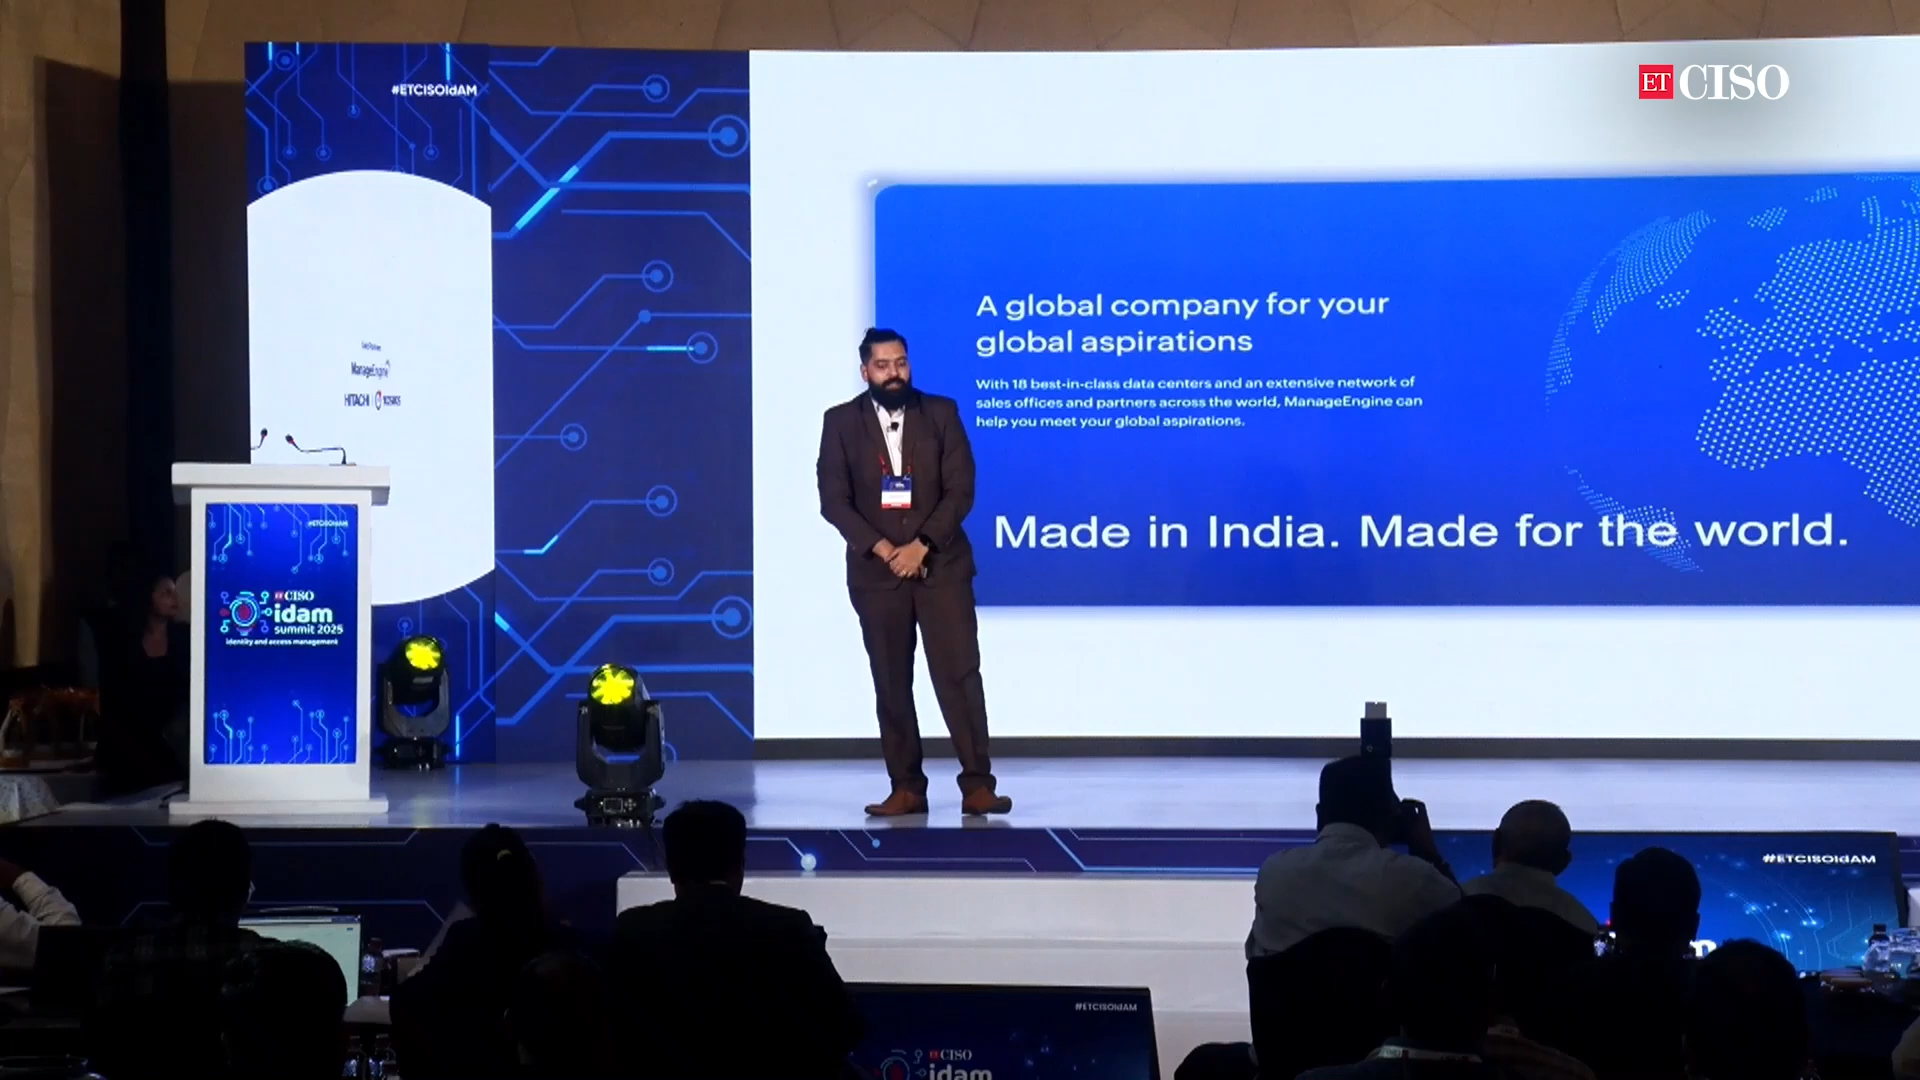 #ETCISOIdAM
ET CISO
A global company for your
global aspirations
With 18 best-in-class data centers and an extensive network of
sales offices and partners across the world, ManageEngine can
help you meet your global aspirations.
Made in India. Made for the world.
ManageEngine
HITACHI
#ETCISOIdAM
ET CISO
idam
summit 2025
identity and access management
#ETCISOIdAM
#ETCISOIdAM
ET CISO
idam